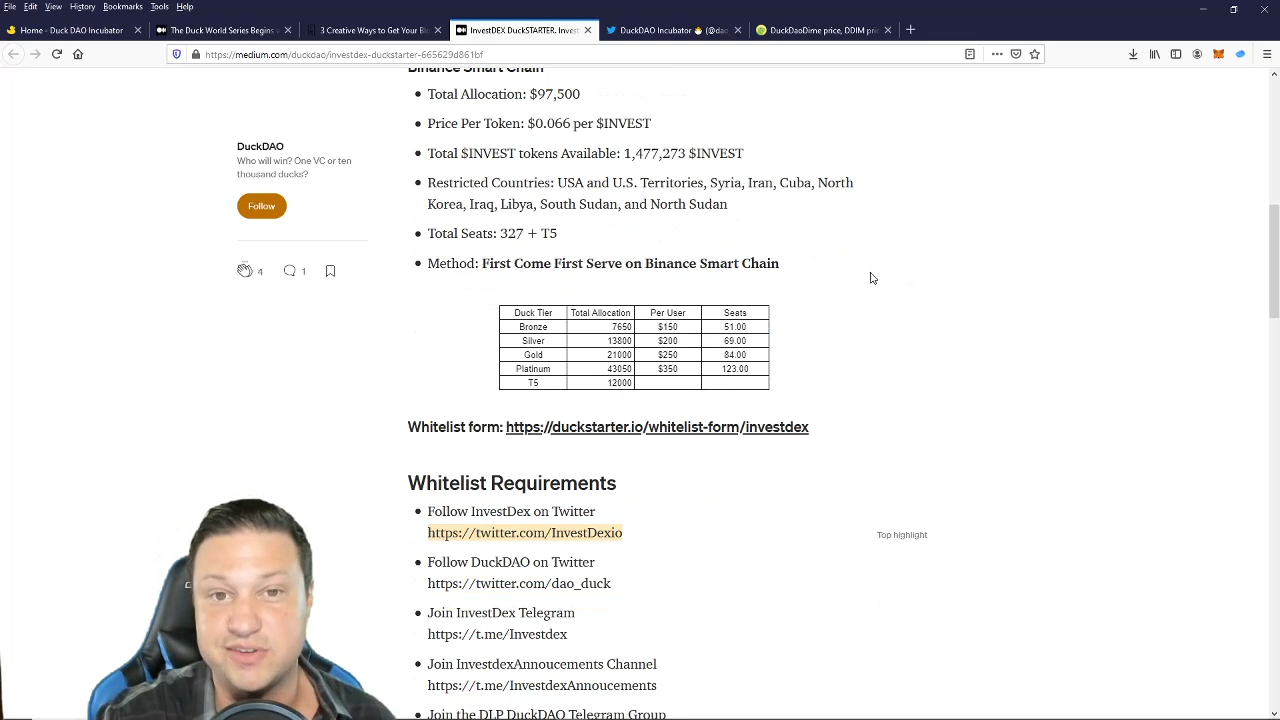 File Edit View History Bookmarks Tools Help
Home - DuckDAO Incubator
The Duck World Series Begins
3 Creative Ways to Get Your Bl
InvestDEX DuckSTARTER. Invest
DuckDAO Incubator 🐣 (@dao
DuckDaoDime price, DDIM pric
https://medium.com/duckdao/investdex-duckstarter-665629d861bf
Binance Smart Chain
• Total Allocation: $97,500
• Price Per Token: $0.066 per $INVEST
• Total $INVEST tokens Available: 1,477,273 $INVEST
• Restricted Countries: USA and U.S. Territories, Syria, Iran, Cuba, North
Korea, Iraq, Libya, South Sudan, and North Sudan
• Total Seats: 327 + T5
• Method: First Come First Serve on Binance Smart Chain
DuckDAO
Who will win? One VC or ten
thousand ducks?
Follow
4 1
Duck Tier Total Allocation Per User Seats
Bronze 7650 $150 51.00
Silver 13800 $200 69.00
Gold 21000 $250 84.00
Platinum 43050 $350 123.00
T5 12000
Whitelist form: https://duckstarter.io/whitelist-form/investdex
Whitelist Requirements
• Follow InvestDex on Twitter
https://twitter.com/InvestDexio
Top highlight
• Follow DuckDAO on Twitter
https://twitter.com/dao_duck
• Join InvestDex Telegram
https://t.me/Investdex
• Join InvestdexAnnoucements Channel
https://t.me/InvestdexAnnoucements
• Join the DLP DuckDAO Telegram Group